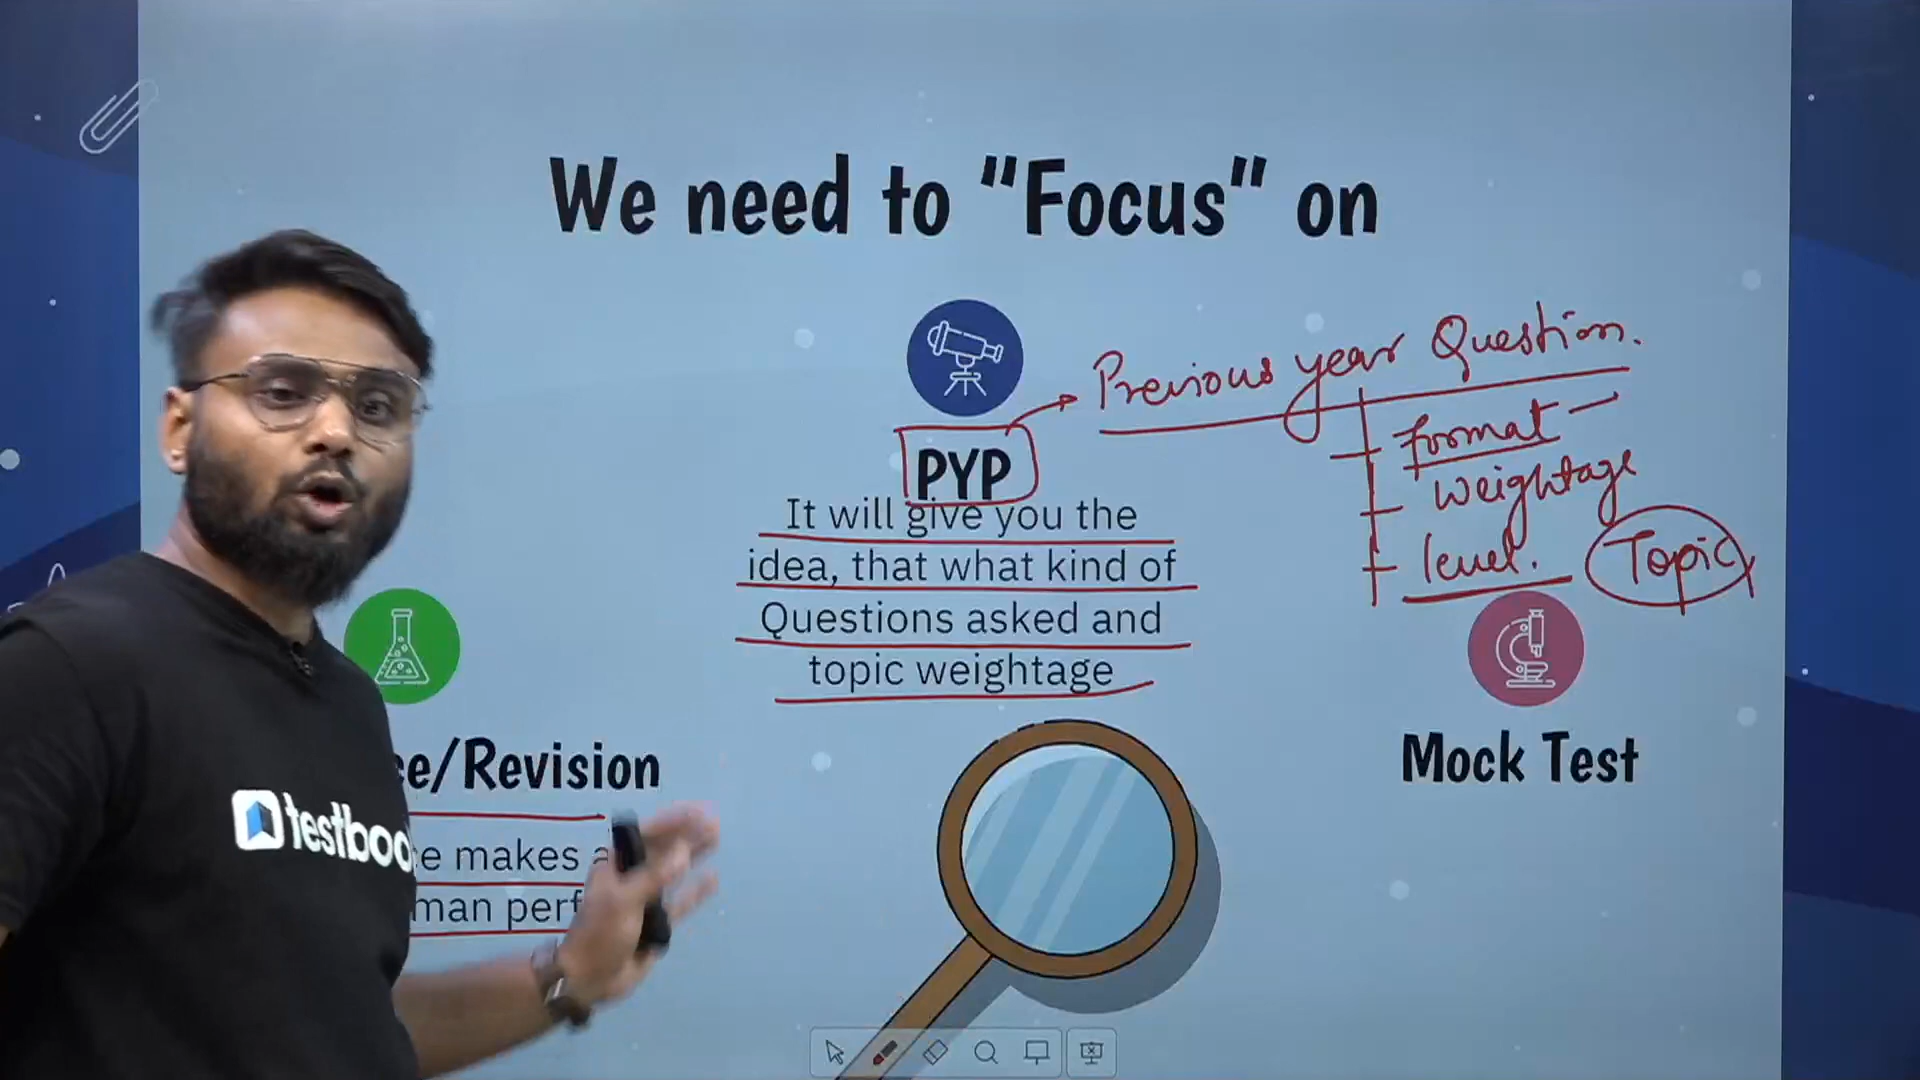 We need to "Focus" on
Previous year Question.
format
PYP
Weightage
It will give you the
idea, that what kind of
level.
Topic
Questions asked and
topic weightage
/Revision
Mock Test
testboo
makes
man